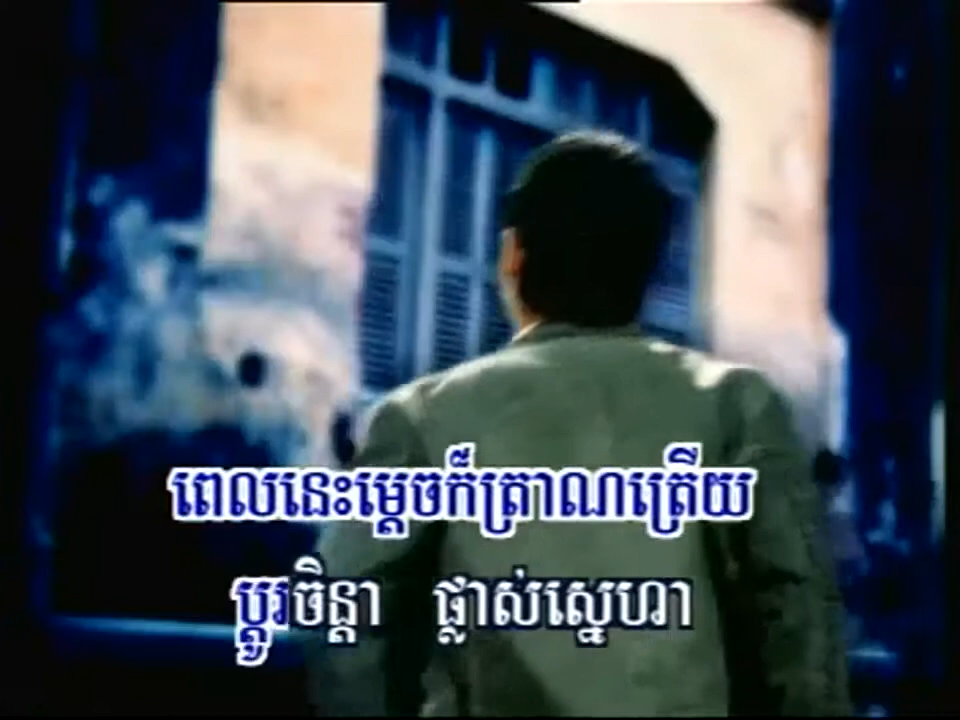 ពេលនេះម្ដេចក៏ត្រាណត្រើយ
ប្ដូរចិន្ដា ផ្លាស់ស្នេហា